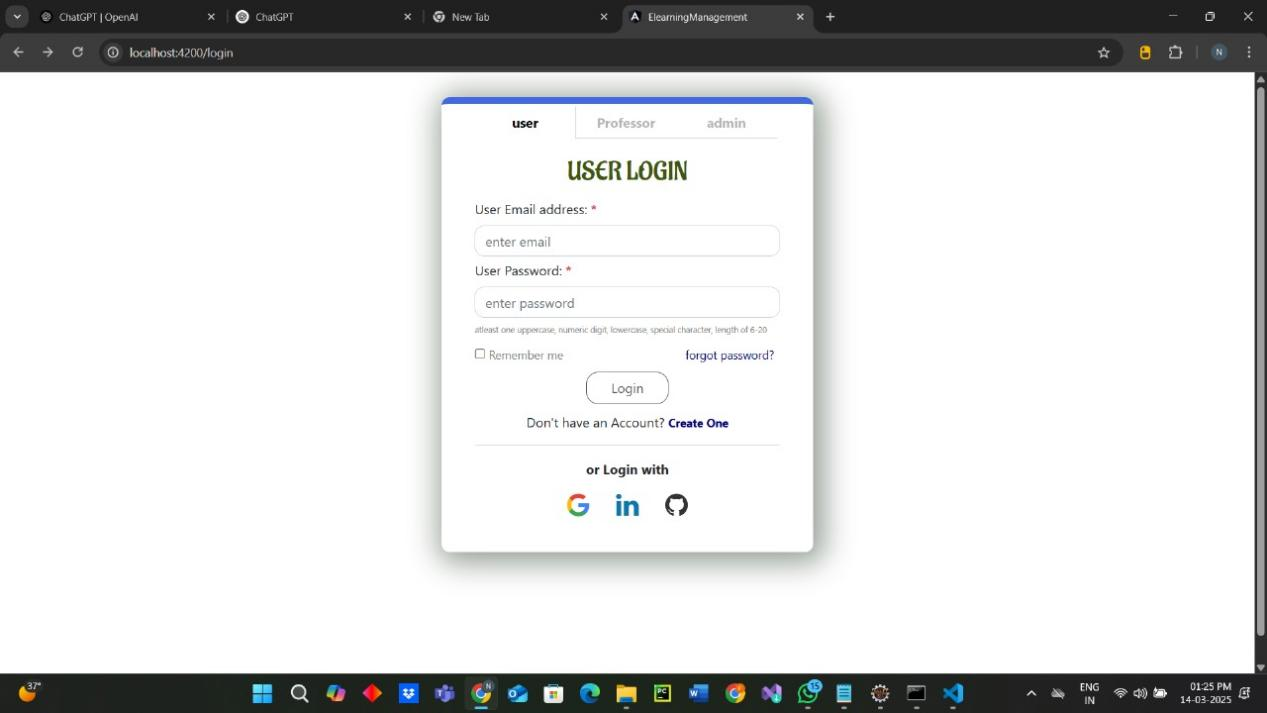 ChatGPT | OpenAI ChatGPT New Tab ElearningManagement
localhost:4200/login N
user Professor admin
USER LOGIN
User Email address: *
enter email
User Password: *
enter password
atleast one uppercase, numeric digit, lowercase, special character, length of 6-20
Remember me forgot password?
Login
Don't have an Account? Create One
or Login with
in
37° N PC W 15 ENG 01:25 PM
IN 14-03-2025